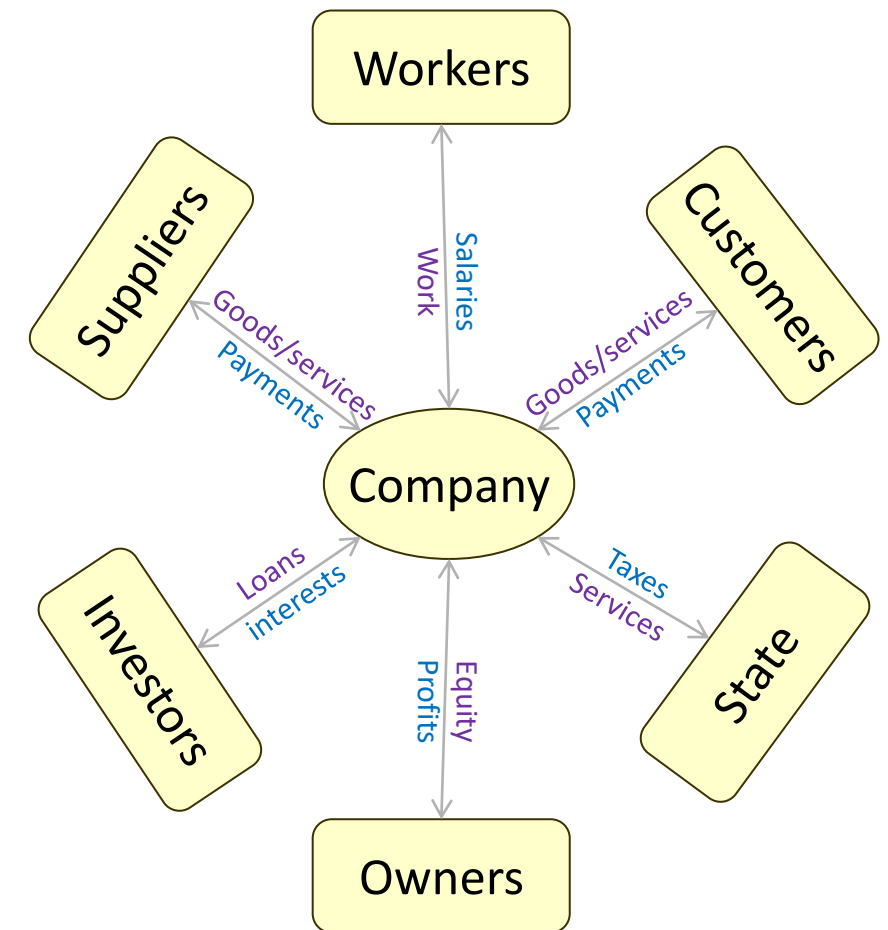 Workers
Suppliers
Customers
Work
Salaries
Goods/services
Payments
Goods/services
Payments
Company
Loans
interests
Taxes
Services
Investors
Profits
Equity
State
Owners